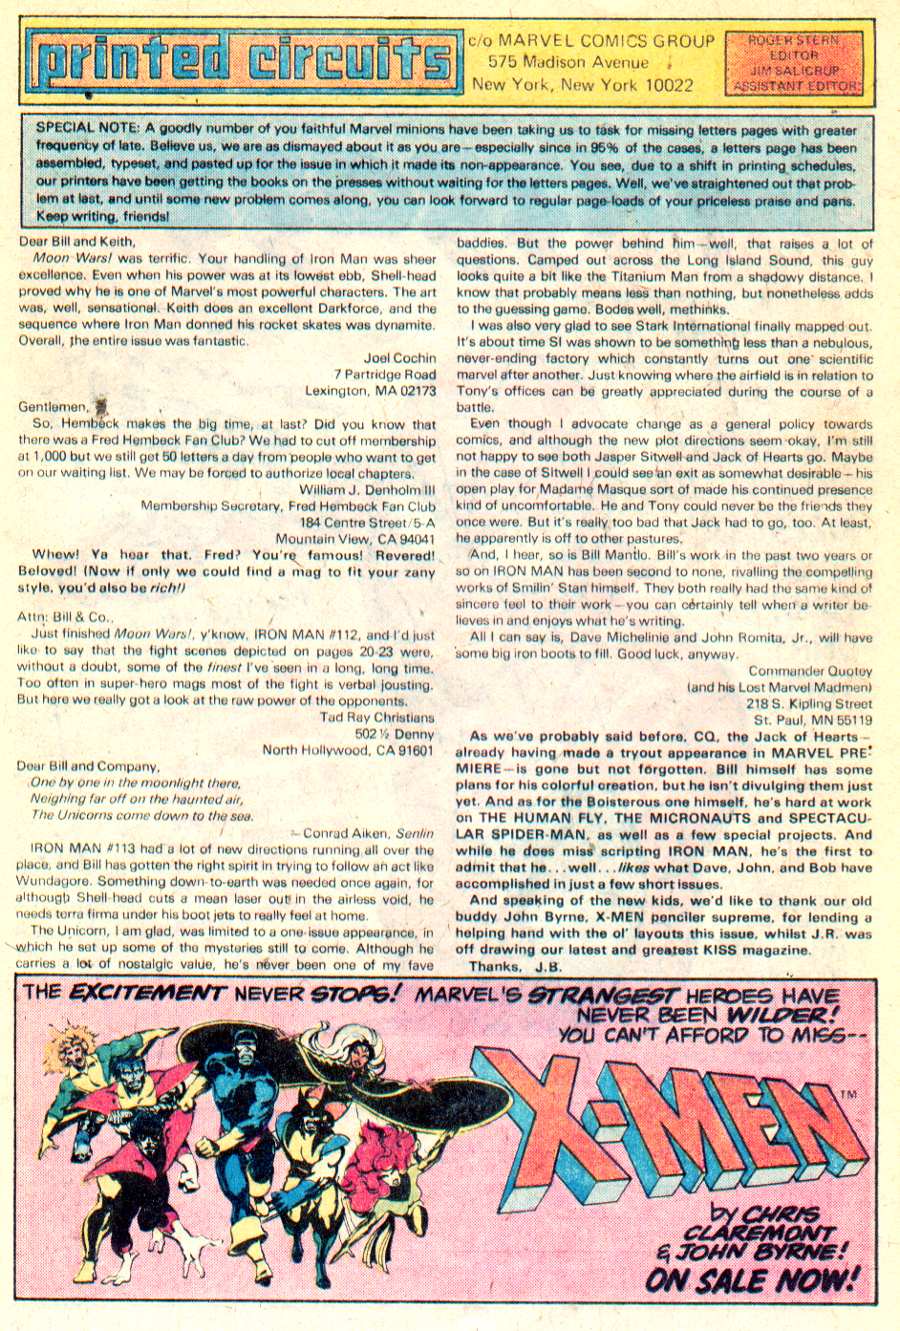 printed circuits
c/o MARVEL COMICS GROUP
575 Madison Avenue
New York, New York 10022
ROGER STERN
EDITOR
JIM SALICRUP
ASSISTANT EDITOR
SPECIAL NOTE: A goodly number of you faithful Marvel minions have been taking us to task for missing letters pages with greater
frequency of late. Believe us, we are as dismayed about it as you are—especially since in 95% of the cases, a letters page has been
assembled, typeset, and pasted up for the issue in which it made its non-appearance. You see, due to a shift in printing schedules,
our printers have been getting the books on the presses without waiting for the letters pages. Well, we've straightened out that prob-
lem at last, and until some new problem comes along, you can look forward to regular page-loads of your priceless praise and pans.
Keep writing, friends!
Dear Bill and Keith,
Moon Wars! was terrific. Your handling of Iron Man was sheer
excellence. Even when his power was at its lowest ebb, Shell-head
proved why he is one of Marvel's most powerful characters. The art
was, well, sensational. Keith does an excellent Darkforce, and the
sequence where Iron Man donned his rocket skates was dynamite.
Overall, the entire issue was fantastic.
Joel Cochin
7 Partridge Road
Lexington, MA 02173
Gentlemen,
So, Hembeck makes the big time, at last? Did you know that
there was a Fred Hembeck Fan Club? We had to cut off membership
at 1,000 but we still get 50 letters a day from people who want to get
on our waiting list. We may be forced to authorize local chapters.
William J. Denholm III
Membership Secretary, Fred Hembeck Fan Club
184 Centre Street/5-A
Mountain View, CA 94041
Whew! Ya hear that, Fred? You're famous! Revered!
Beloved! (Now if only we could find a mag to fit your zany
style, you'd also be rich!)
Attn: Bill & Co.,
Just finished Moon Wars!, y'know, IRON MAN #112, and I'd just
like to say that the fight scenes depicted on pages 20-23 were,
without a doubt, some of the finest I've seen in a long, long time.
Too often in super-hero mags most of the fight is verbal jousting.
But here we really got a look at the raw power of the opponents.
Tad Ray Christians
502 ½ Denny
North Hollywood, CA 91601
Dear Bill and Company,
One by one in the moonlight there,
Neighing far off on the haunted air,
The Unicorns come down to the sea.
— Conrad Aiken, Senlin
IRON MAN #113 had a lot of new directions running all over the
place, and Bill has gotten the right spirit in trying to follow an act like
Wundagore. Something down-to-earth was needed once again, for
although Shell-head cuts a mean laser out in the airless void, he
needs terra firma under his boot jets to really feel at home.
The Unicorn, I am glad, was limited to a one-issue appearance, in
which he set up some of the mysteries still to come. Although he
carries a lot of nostalgic value, he's never been one of my fave
baddies. But the power behind him—well, that raises a lot of
questions. Camped out across the Long Island Sound, this guy
looks quite a bit like the Titanium Man from a shadowy distance. I
know that probably means less than nothing, but nonetheless adds
to the guessing game. Bodes well, methinks.
I was also very glad to see Stark International finally mapped out.
It's about time SI was shown to be something less than a nebulous,
never-ending factory which constantly turns out one scientific
marvel after another. Just knowing where the airfield is in relation to
Tony's offices can be greatly appreciated during the course of a
battle.
Even though I advocate change as a general policy towards
comics, and although the new plot directions seem okay, I'm still
not happy to see both Jasper Sitwell and Jack of Hearts go. Maybe
in the case of Sitwell I could see an exit as somewhat desirable—his
open play for Madame Masque sort of made his continued presence
kind of uncomfortable. He and Tony could never be the friends they
once were. But it's really too bad that Jack had to go, too. At least,
he apparently is off to other pastures.
And, I hear, so is Bill Mantlo. Bill's work in the past two years or
so on IRON MAN has been second to none, rivalling the compelling
works of Smilin' Stan himself. They both really had the same kind of
sincere feel to their work—you can certainly tell when a writer be-
lieves in and enjoys what he's writing.
All I can say is, Dave Michelinie and John Romita, Jr., will have
some big iron boots to fill. Good luck, anyway.
Commander Quotey
(and his Lost Marvel Madmen)
218 S. Kipling Street
St. Paul, MN 55119
As we've probably said before, CQ, the Jack of Hearts—
already having made a tryout appearance in MARVEL PRE-
MIERE—is gone but not forgotten. Bill himself has some
plans for his colorful creation, but he isn't divulging them just
yet. And as for the Boisterous one himself, he's hard at work
on THE HUMAN FLY, THE MICRONAUTS and SPECTACU-
LAR SPIDER-MAN, as well as a few special projects. And
while he does miss scripting IRON MAN, he's the first to
admit that he...well...likes what Dave, John, and Bob have
accomplished in just a few short issues.
And speaking of the new kids, we'd like to thank our old
buddy John Byrne, X-MEN penciler supreme, for lending a
helping hand with the ol' layouts this issue, whilst J.R. was
off drawing our latest and greatest KISS magazine.
Thanks, J.B.
THE EXCITEMENT NEVER STOPS! MARVEL'S STRANGEST HEROES HAVE
NEVER BEEN WILDER!
YOU CAN'T AFFORD TO MISS--
X-MEN™
by CHRIS
CLAREMONT
& JOHN BYRNE!
ON SALE NOW!